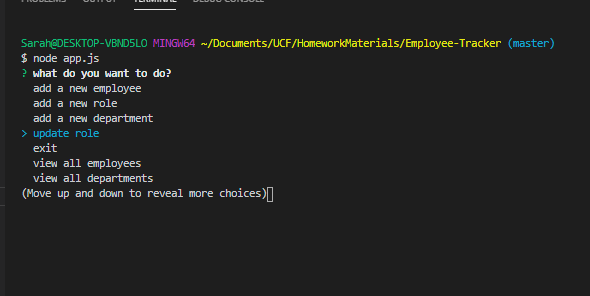 PROBLEMS OUTPUT TERMINAL DEBUG CONSOLE
Sarah@DESKTOP-VBND5LO MINGW64 ~/Documents/UCF/HomeworkMaterials/Employee-Tracker (master)
$ node app.js
? what do you want to do?
add a new employee
add a new role
add a new department
> update role
exit
view all employees
view all departments
(Move up and down to reveal more choices)